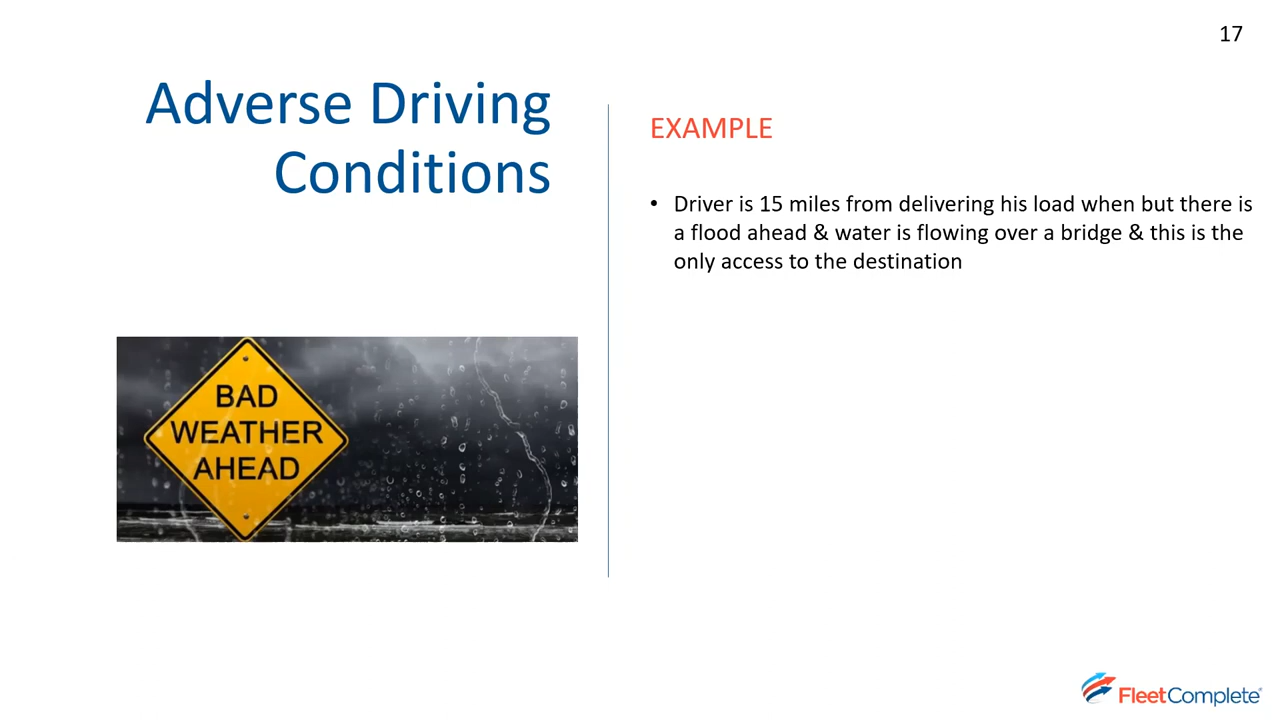 17
Adverse Driving
Conditions
EXAMPLE
• Driver is 15 miles from delivering his load when but there is
a flood ahead & water is flowing over a bridge & this is the
only access to the destination
BAD
WEATHER
AHEAD
FleetComplete®